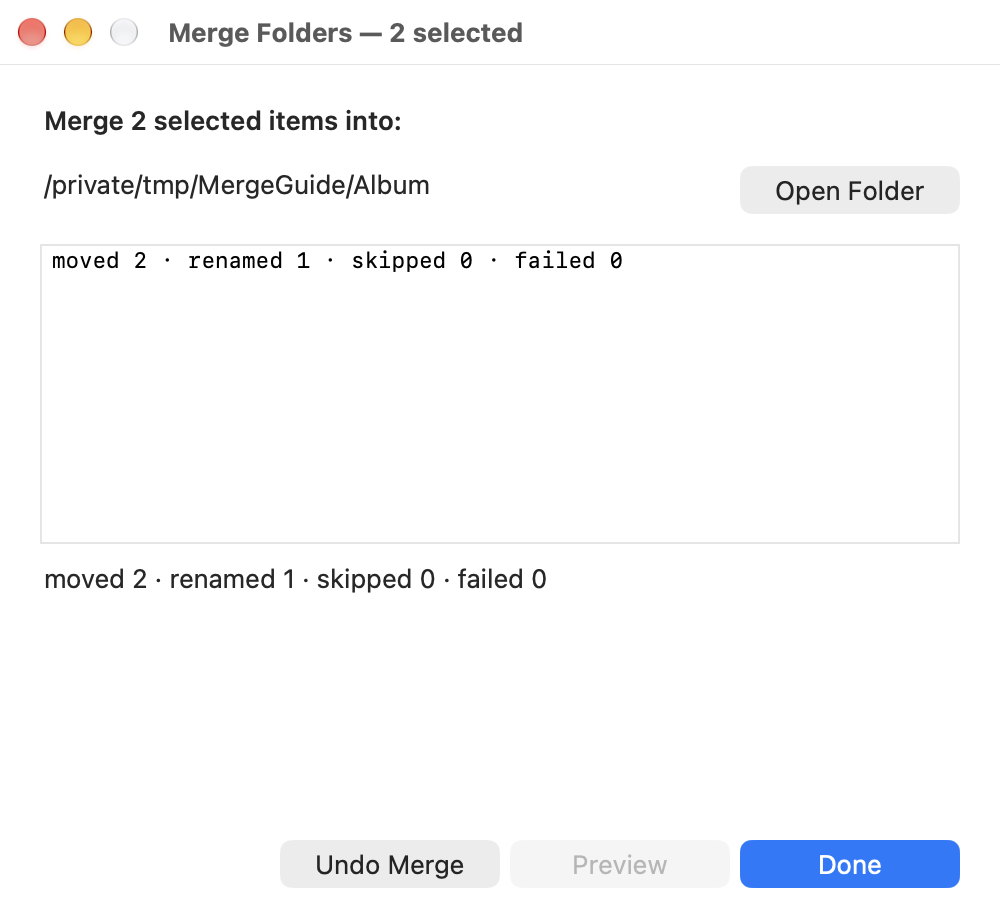 Merge Folders — 2 selected
Merge 2 selected items into:
/private/tmp/MergeGuide/Album
Open Folder
moved 2 · renamed 1 · skipped 0 · failed 0
moved 2 · renamed 1 · skipped 0 · failed 0
Undo Merge
Preview
Done